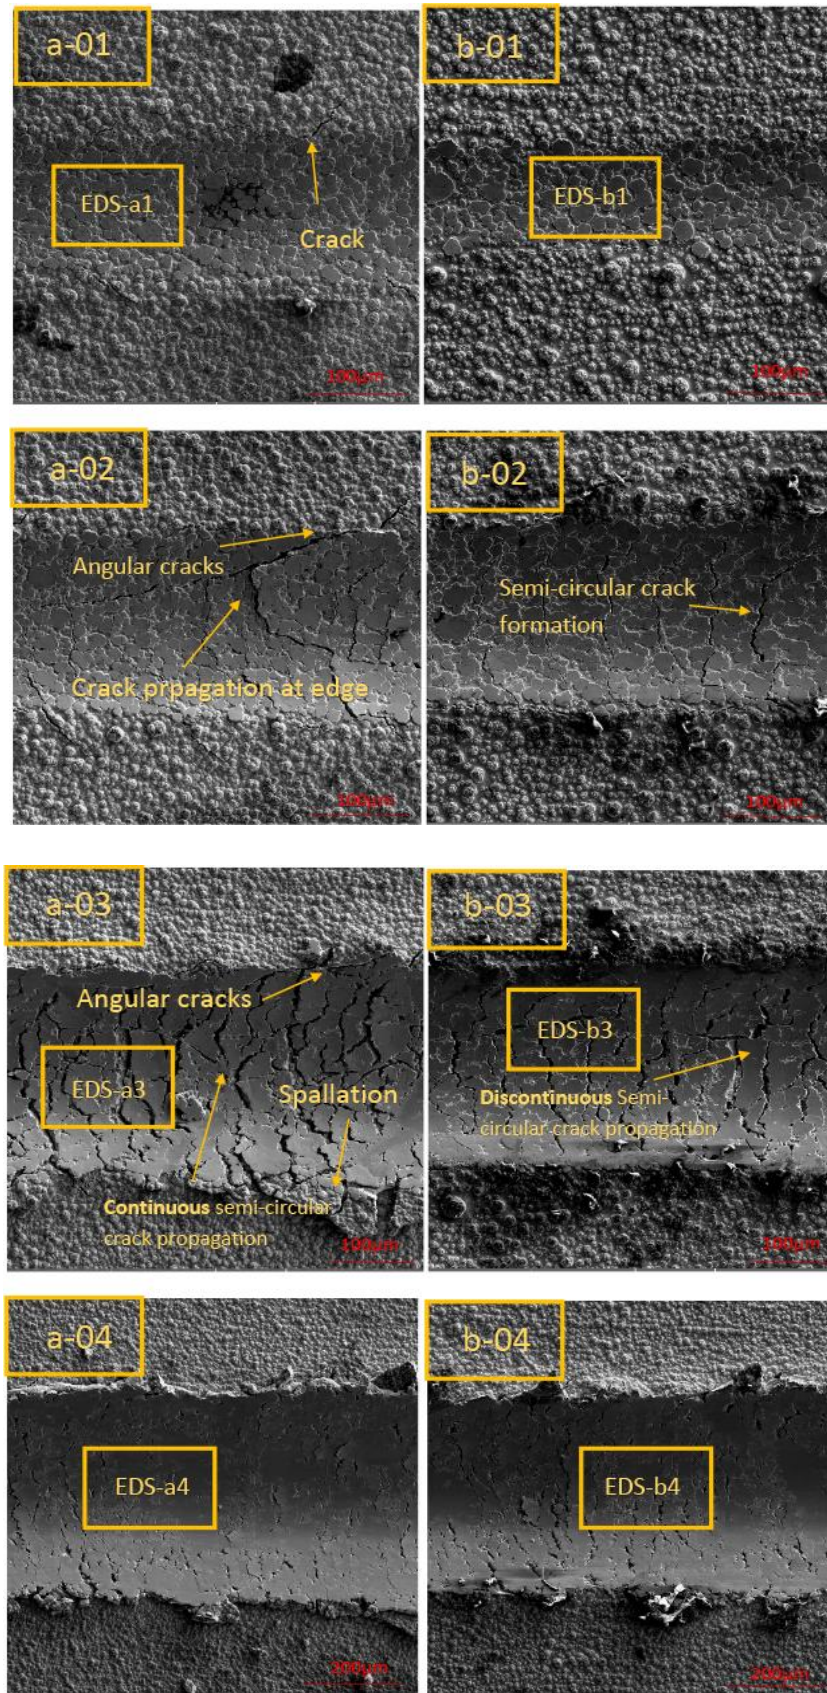 a-01
b-01
EDS-a1
EDS-b1
Crack
100µm
100µm
a-02
b-02
Angular cracks
Semi-circular crack
formation
Crack prpagation at edge
100µm
100µm
a-03
b-03
Angular cracks
EDS-b3
EDS-a3
Spallation
Discontinuous Semi-
circular crack propagation
Continuous semi-circular
crack propagation
100µm
100µm
a-04
b-04
EDS-a4
EDS-b4
200µm
200µm